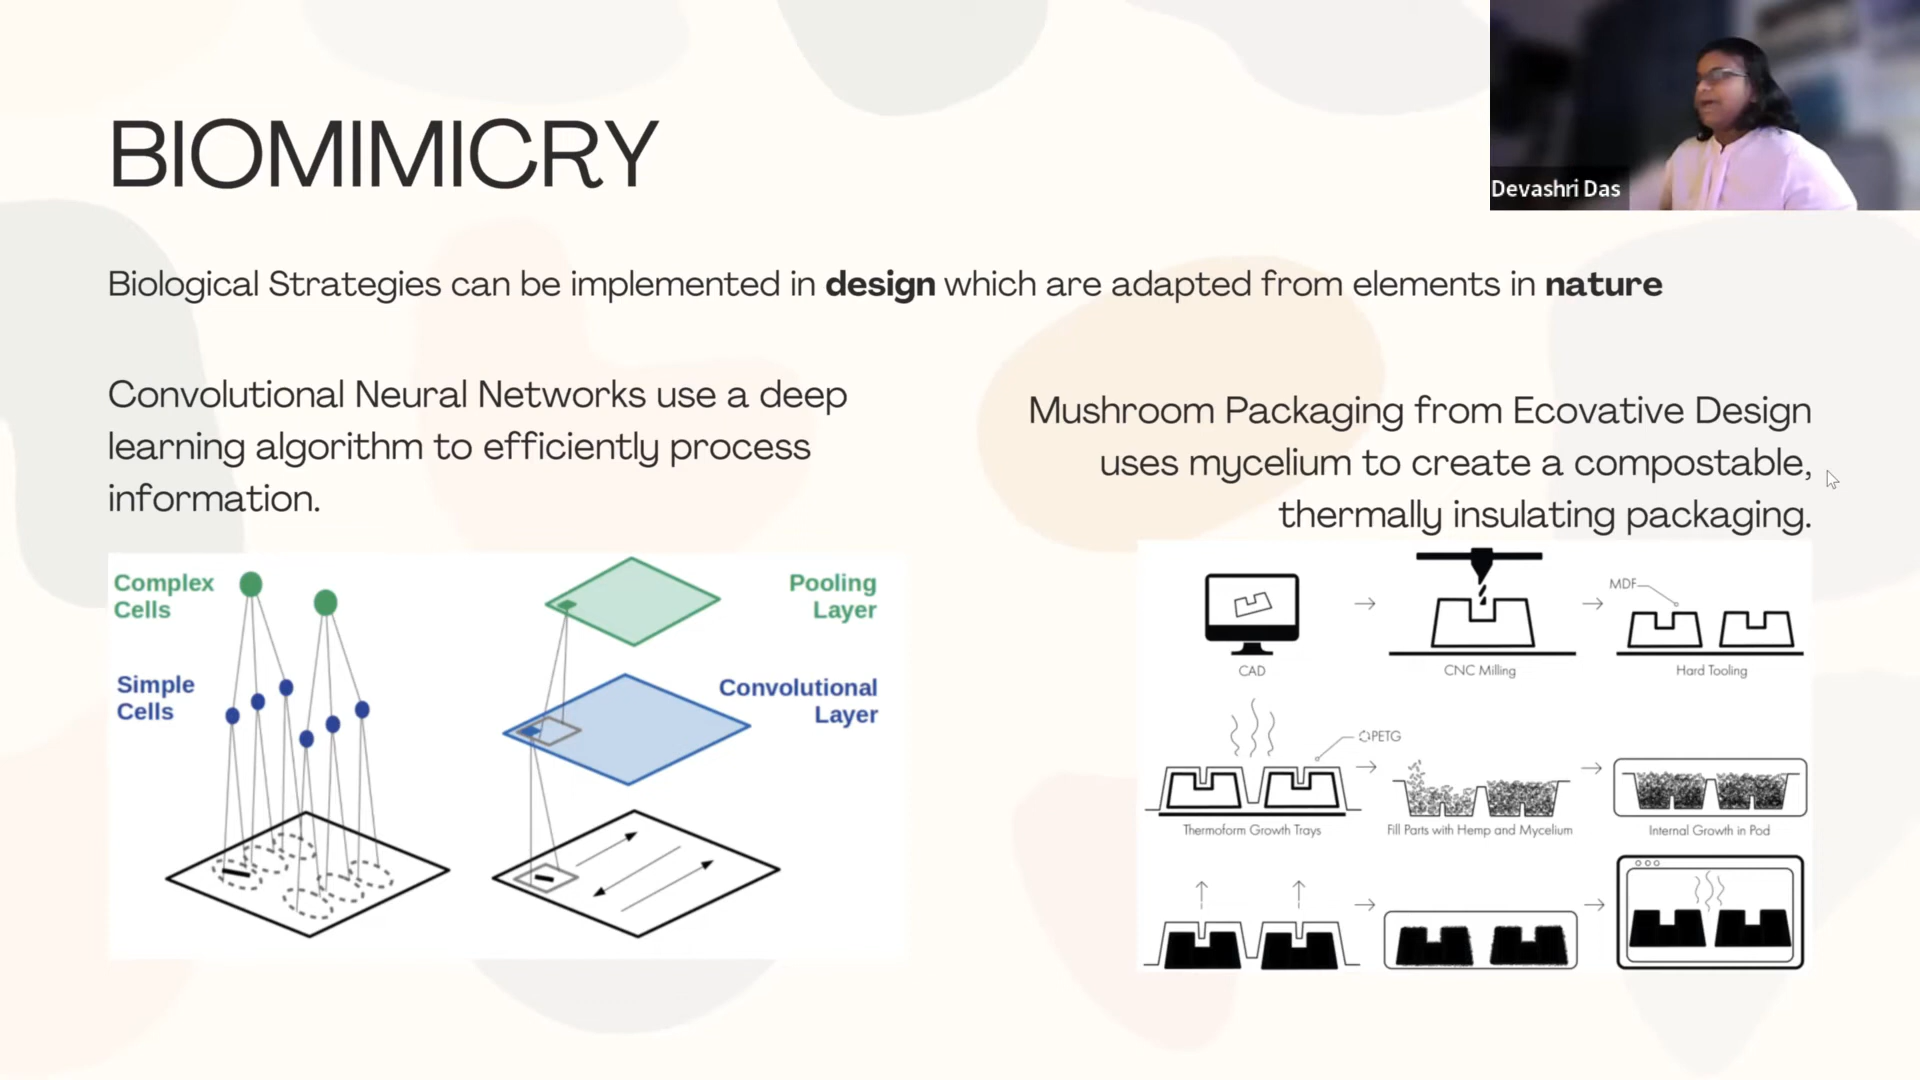 BIOMIMICRY
Devashri Das
Biological Strategies can be implemented in design which are adapted from elements in nature
Convolutional Neural Networks use a deep
learning algorithm to efficiently process
information.
Mushroom Packaging from Ecovative Design
uses mycelium to create a compostable,
thermally insulating packaging.
Complex
Cells
Simple
Cells
Pooling
Layer
Convolutional
Layer
MDF
CAD
CNC Milling
Hard Tooling
PETG
Thermoform Growth Trays
Fill Parts with Hemp and Mycelium
Internal Growth in Pod